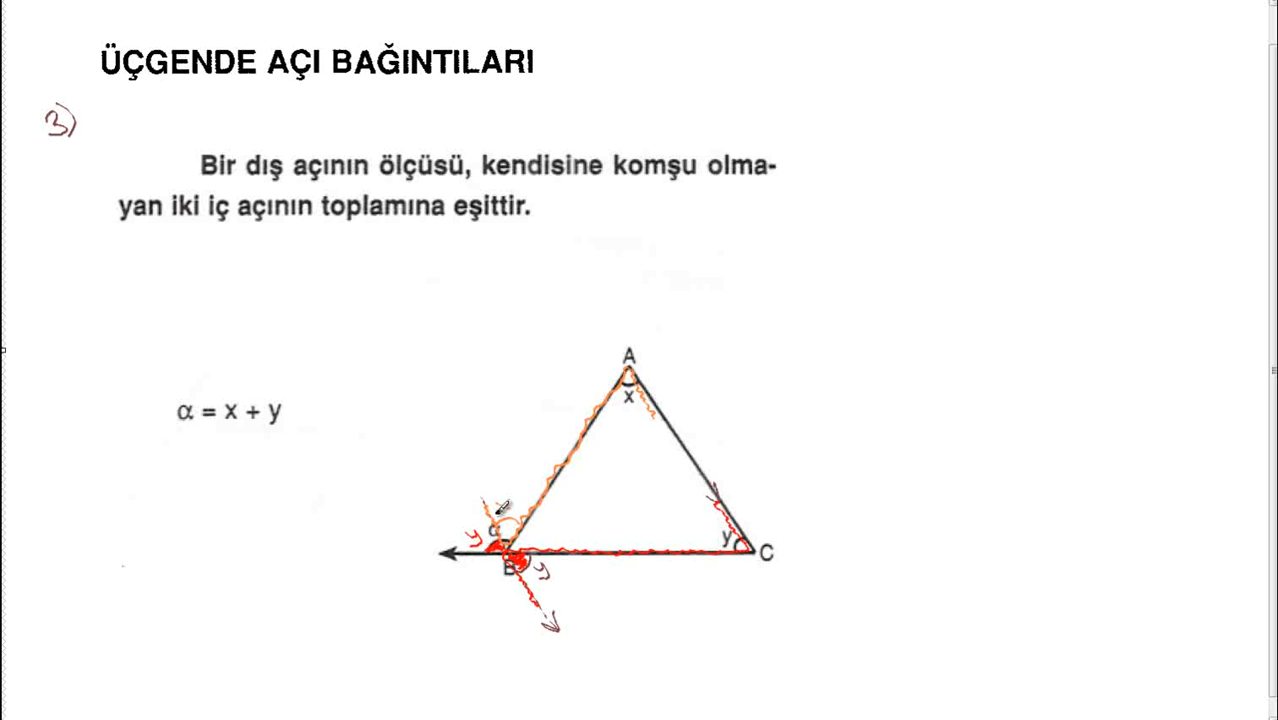 ÜÇGENDE AÇI BAĞINTILARI
3)
Bir dış açının ölçüsü, kendisine komşu olma-
yan iki iç açının toplamına eşittir.
A
x
α = x + y
α
y
y
C
B
y